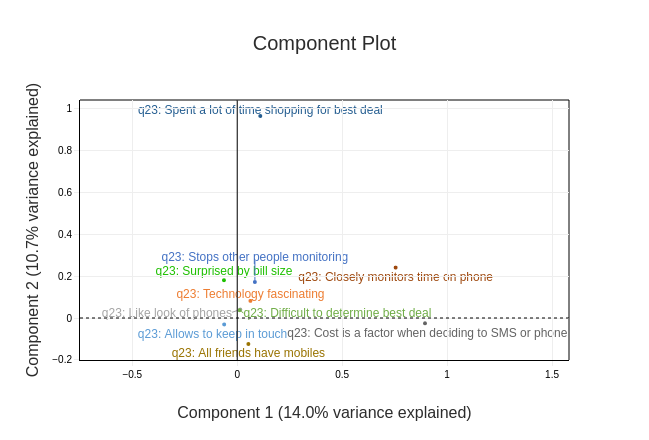 Component Plot
Component 2 (10.7% variance explained)
1
0.8
0.6
0.4
0.2
0
−0.2
q23: Spent a lot of time shopping for best deal
q23: Stops other people monitoring
q23: Surprised by bill size
q23: Closely monitors time on phone
q23: Technology fascinating
q23: Like look of phones
q23: Difficult to determine best deal
q23: Allows to keep in touch
q23: Cost is a factor when deciding to SMS or phone
q23: All friends have mobiles
−0.5
0
0.5
1
1.5
Component 1 (14.0% variance explained)